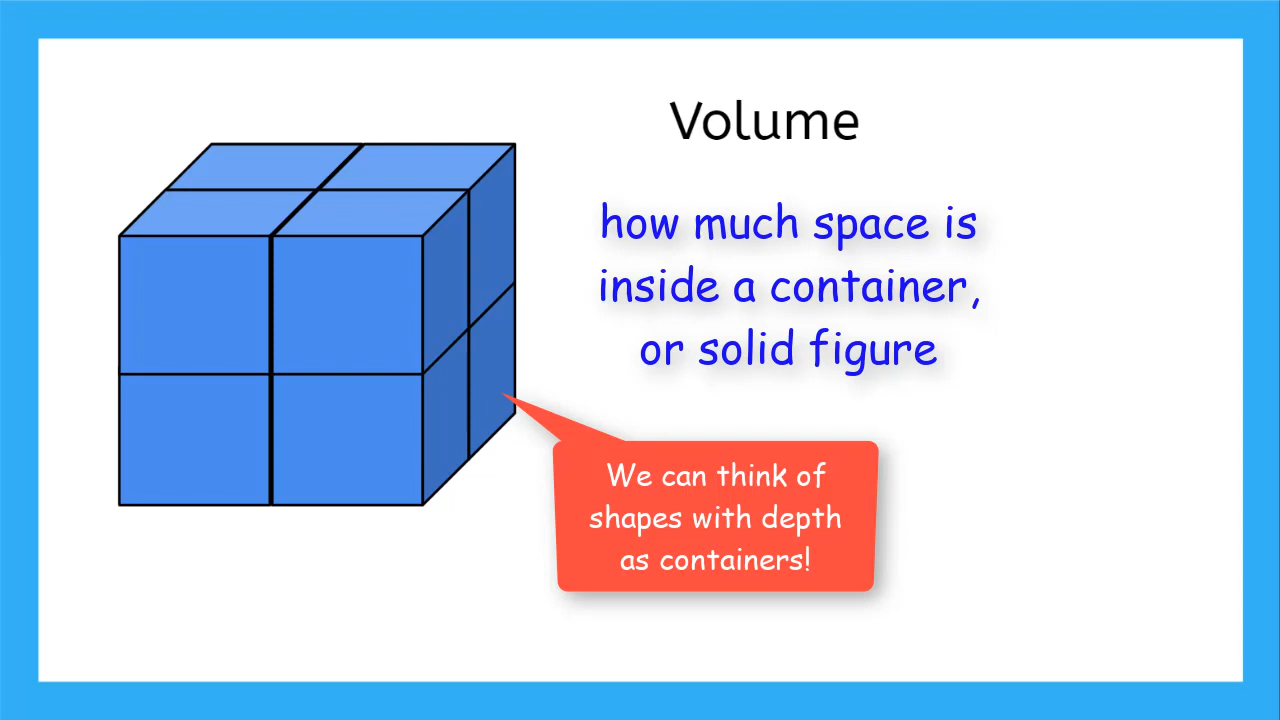 Volume
how much space is
inside a container,
or solid figure
We can think of
shapes with depth
as containers!